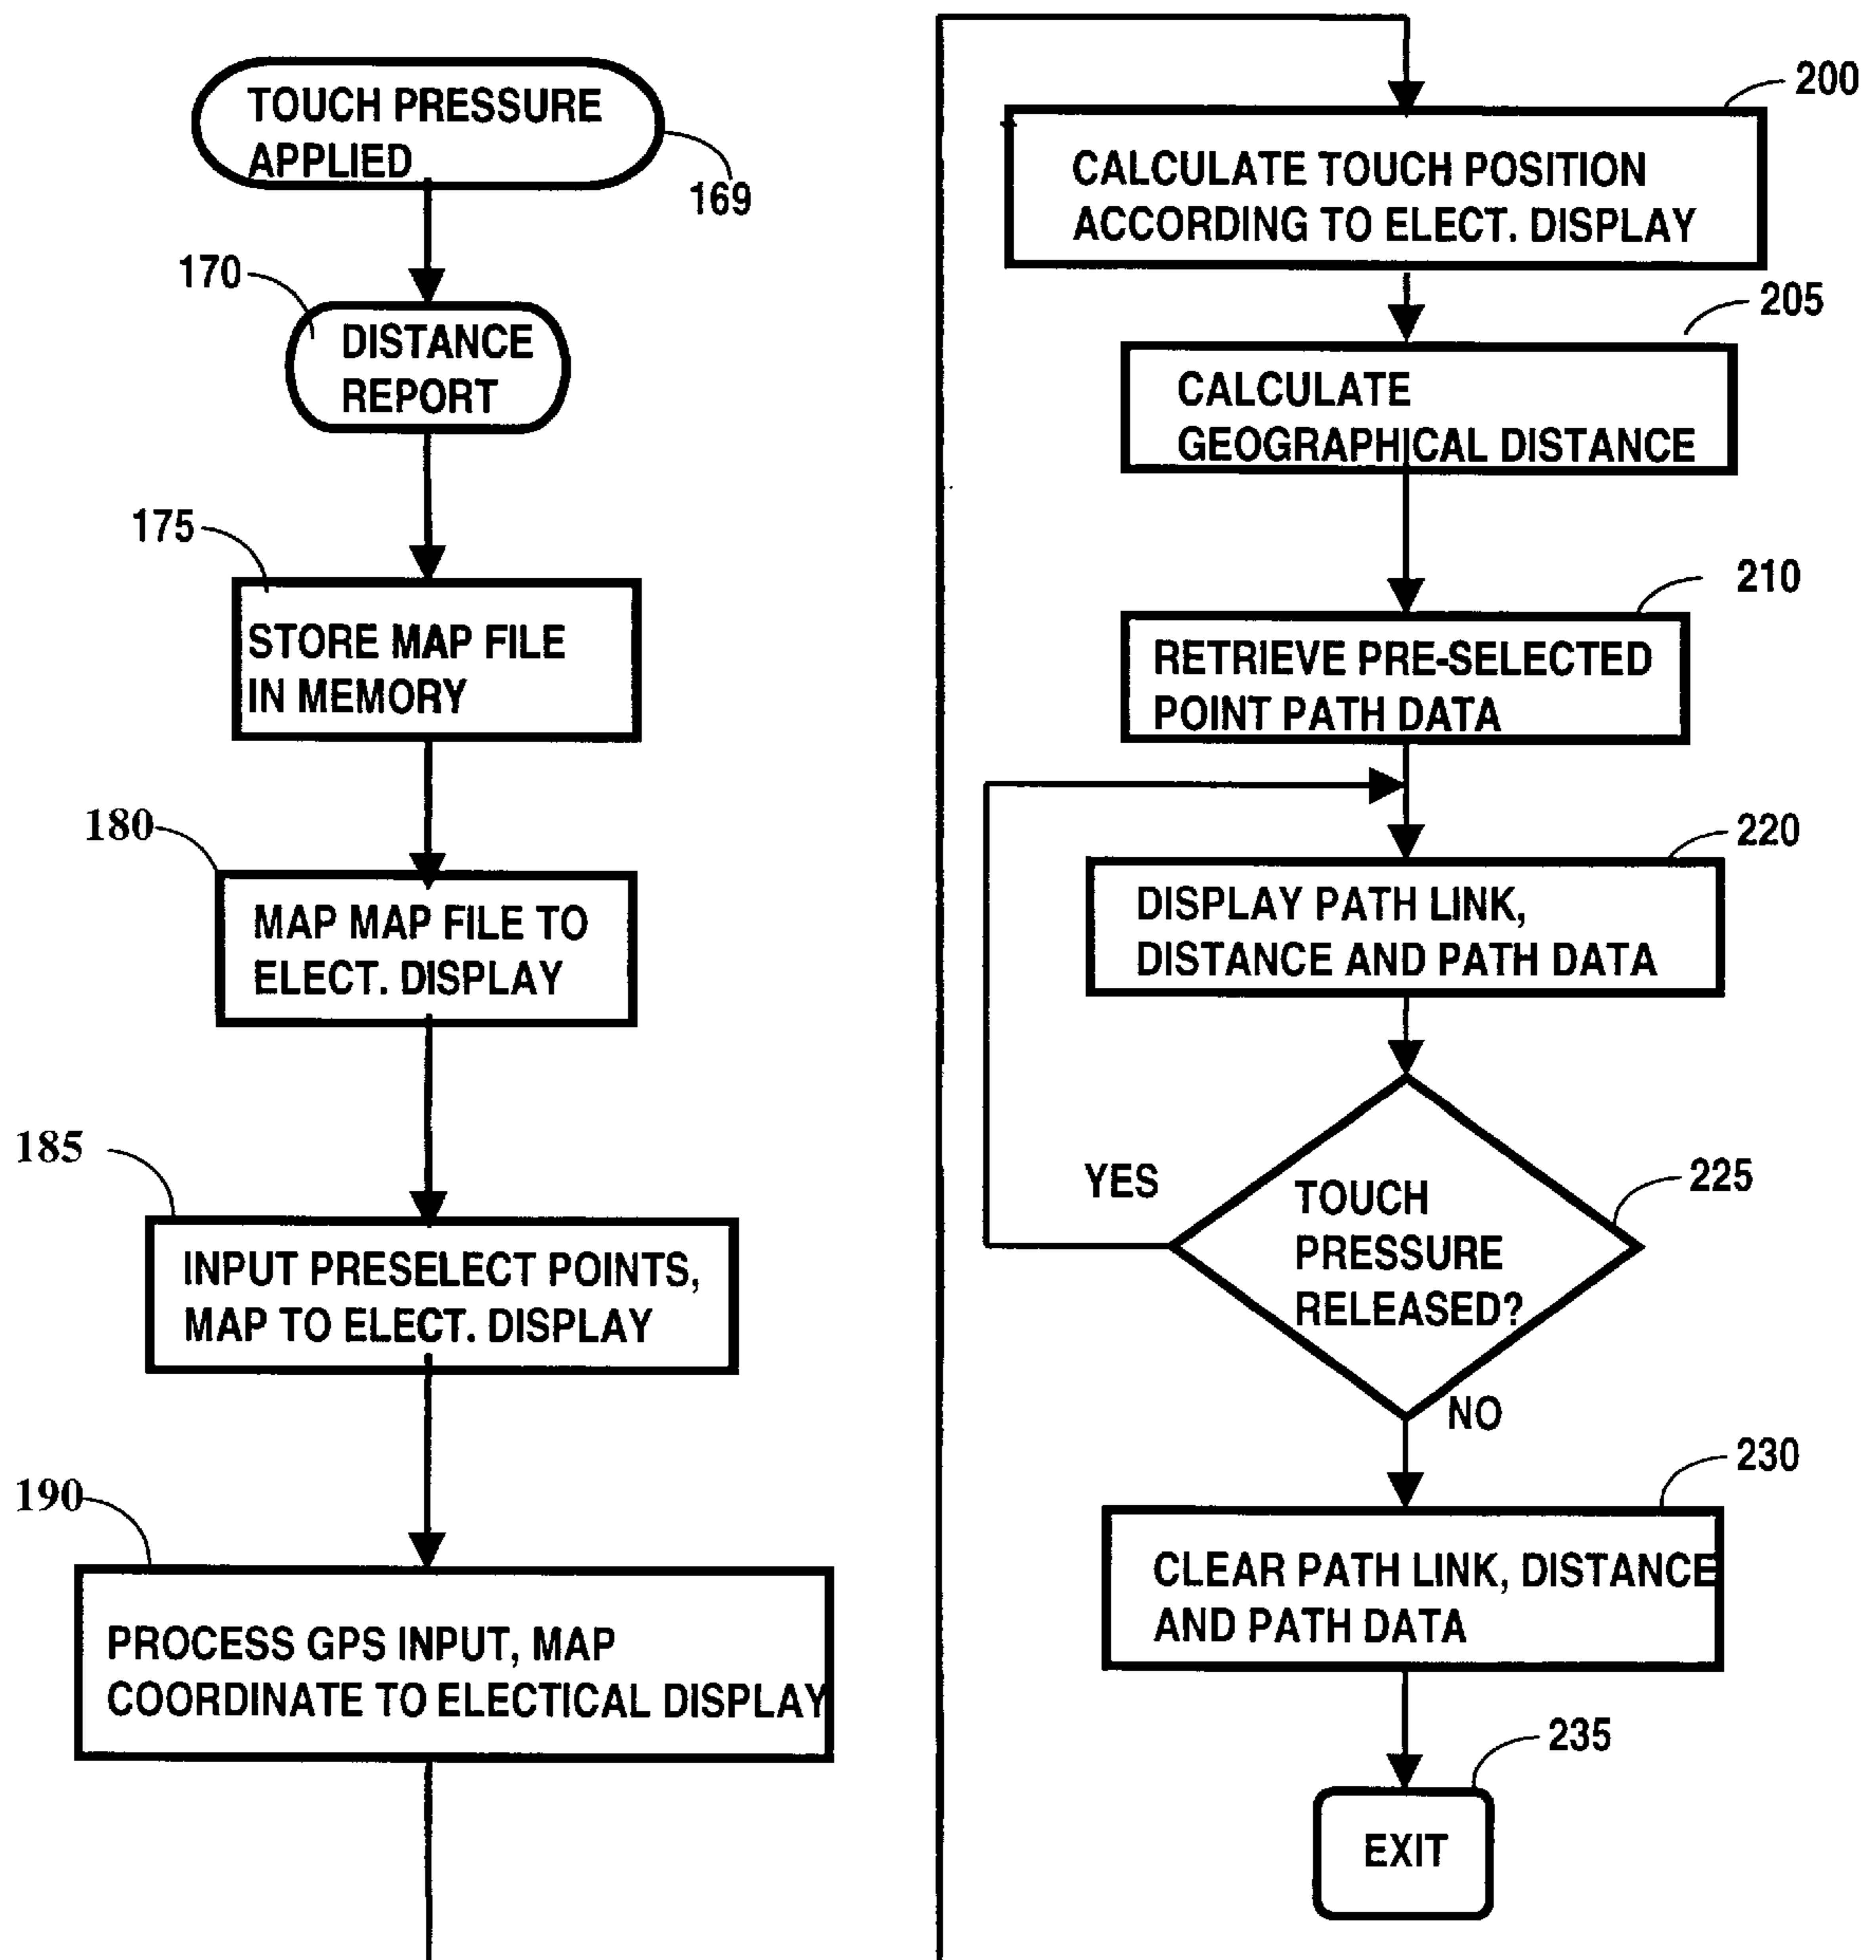 TOUCH PRESSURE
APPLIED
169
170
DISTANCE
REPORT
175
STORE MAP FILE
IN MEMORY
180
MAP MAP FILE TO
ELECT. DISPLAY
185
INPUT PRESELECT POINTS,
MAP TO ELECT. DISPLAY
190
PROCESS GPS INPUT, MAP
COORDINATE TO ELECTICAL DISPLAY
200
CALCULATE TOUCH POSITION
ACCORDING TO ELECT. DISPLAY
205
CALCULATE
GEOGRAPHICAL DISTANCE
210
RETRIEVE PRE-SELECTED
POINT PATH DATA
220
DISPLAY PATH LINK,
DISTANCE AND PATH DATA
YES
225
TOUCH
PRESSURE
RELEASED?
NO
230
CLEAR PATH LINK, DISTANCE
AND PATH DATA
235
EXIT